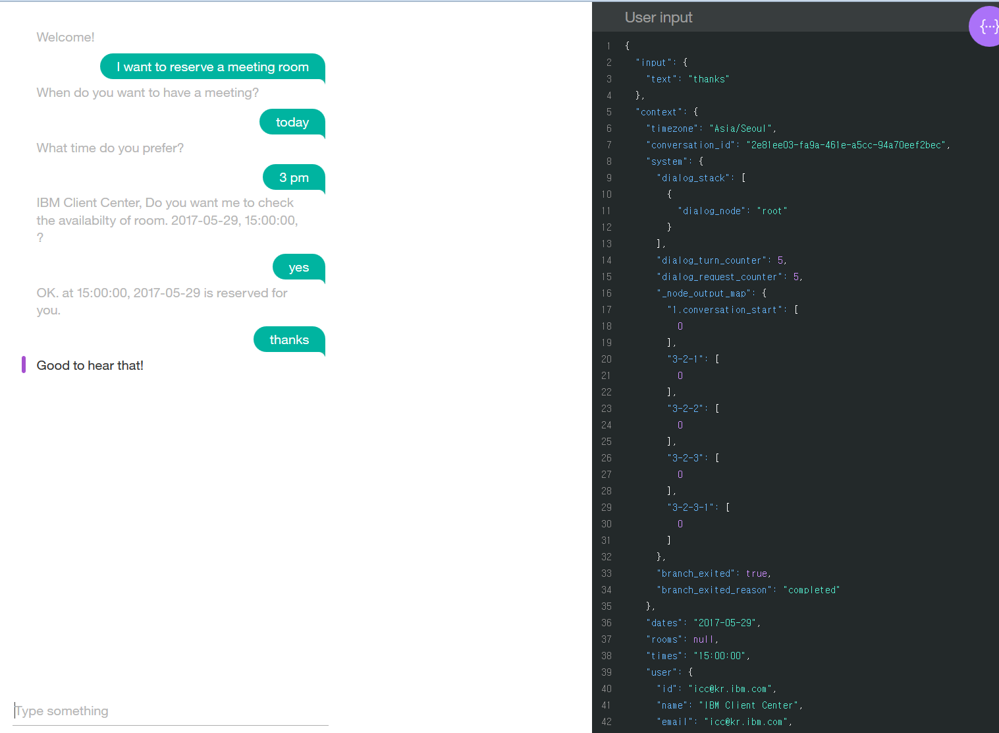 Welcome!
I want to reserve a meeting room
When do you want to have a meeting?
today
What time do you prefer?
3 pm
IBM Client Center, Do you want me to check
the availabilty of room. 2017-05-29, 15:00:00,
?
yes
OK. at 15:00:00, 2017-05-29 is reserved for
you.
thanks
Good to hear that!
Type something
User input
{···}
1 {
2 "input": {
3 "text": "thanks"
4 },
5 "context": {
6 "timezone": "Asia/Seoul",
7 "conversation_id": "2e81ee03-fa9a-461e-a5cc-94a70eef2bec",
8 "system": {
9 "dialog_stack": [
10 {
11 "dialog_node": "root"
12 }
13 ],
14 "dialog_turn_counter": 5,
15 "dialog_request_counter": 5,
16 "_node_output_map": {
17 "1.conversation_start": [
18 0
19 ],
20 "3-2-1": [
21 0
22 ],
23 "3-2-2": [
24 0
25 ],
26 "3-2-3": [
27 0
28 ],
29 "3-2-3-1": [
30 0
31 ]
32 },
33 "branch_exited": true,
34 "branch_exited_reason": "completed"
35 },
36 "dates": "2017-05-29",
37 "rooms": null,
38 "times": "15:00:00",
39 "user": {
40 "id": "icc@kr.ibm.com",
41 "name": "IBM Client Center",
42 "email": "icc@kr.ibm.com",